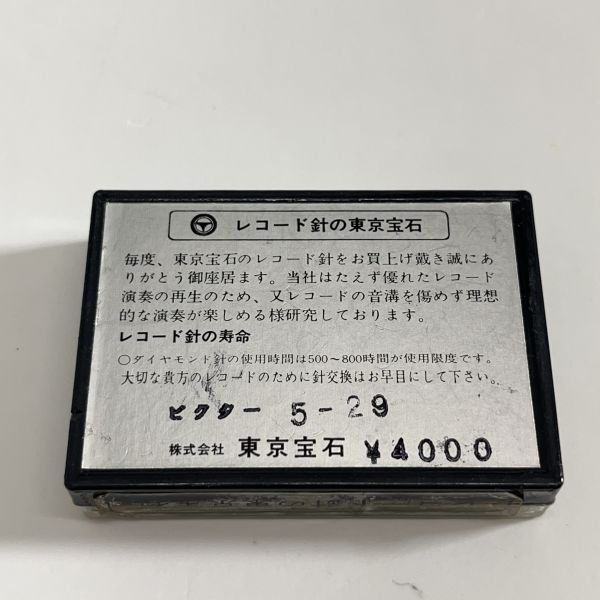 レコード針の東京宝石
毎度、東京宝石のレコード針をお買上げ戴き誠にあ
りがとう御座居ます。当社はたえず優れたレコード
演奏の再生のため、又レコードの音溝を傷めず理想
的な演奏が楽しめる様研究しております。
レコード針の寿命
○ダイヤモンド針の使用時間は500〜800時間が使用限度です。
大切な貴方のレコードのために針交換はお早目にして下さい。
ビクター 5-29
株式会社 東京宝石 ¥4000